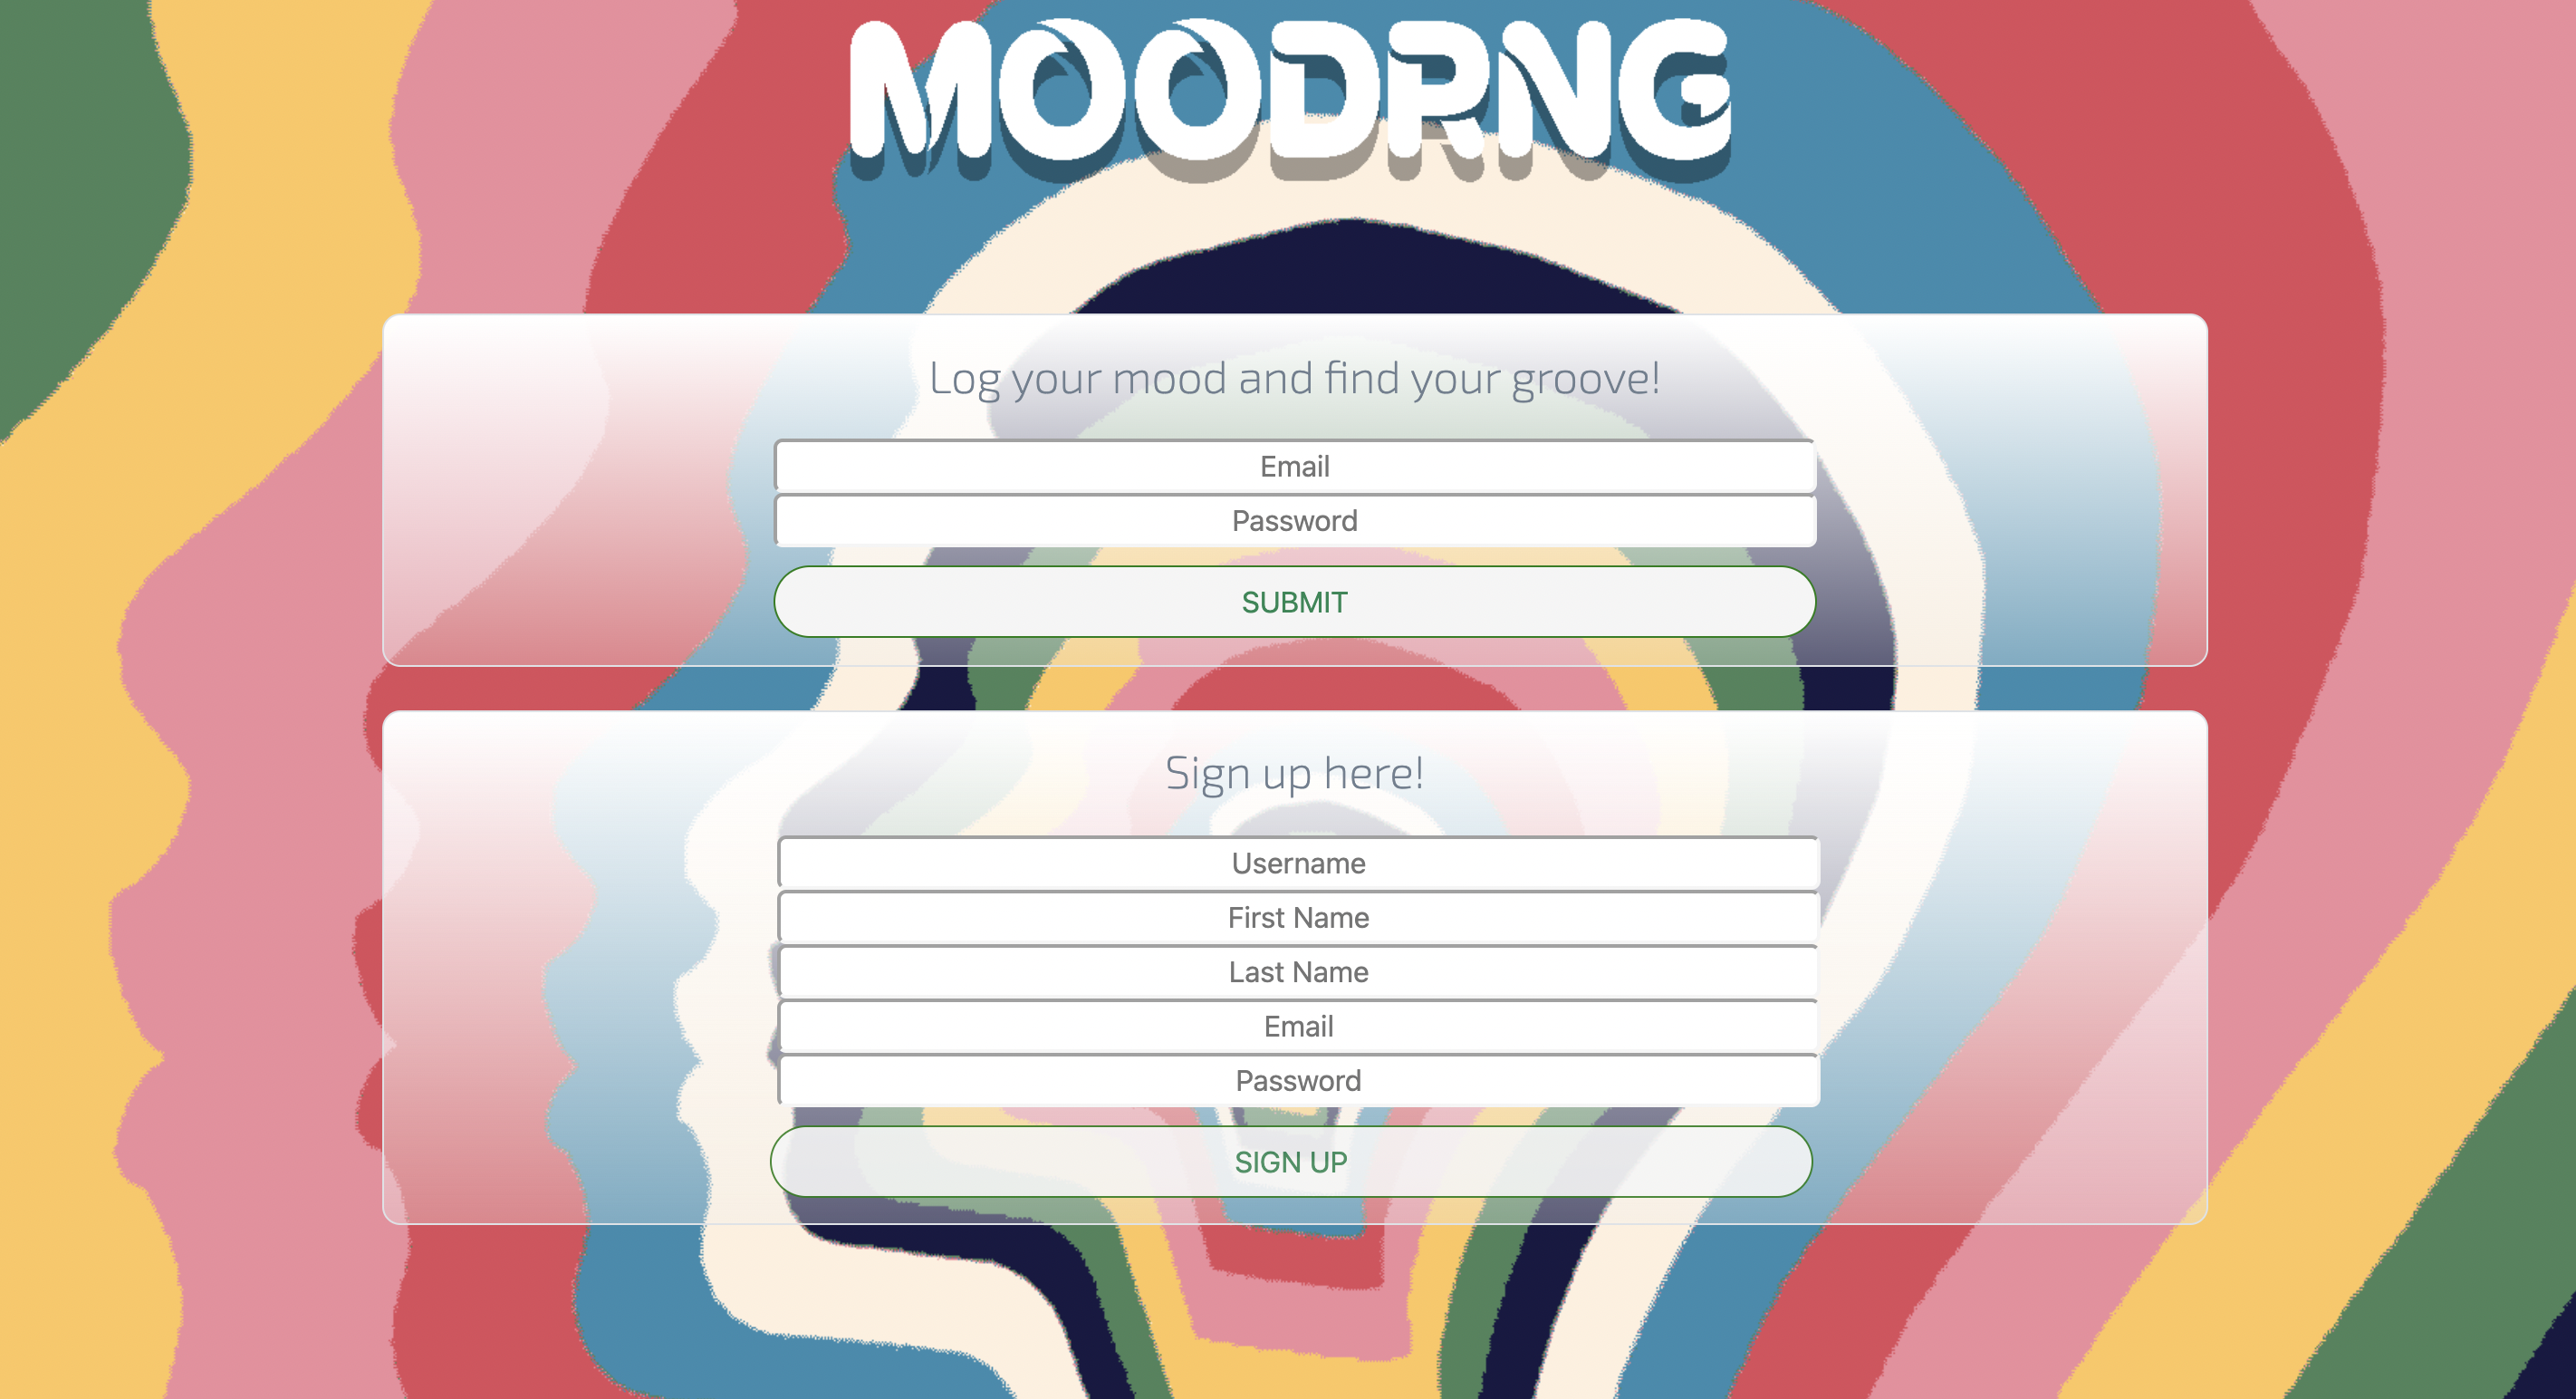 MOODRNG
Log your mood and find your groove!
Email
Password
SUBMIT
Sign up here!
Username
First Name
Last Name
Email
Password
SIGN UP